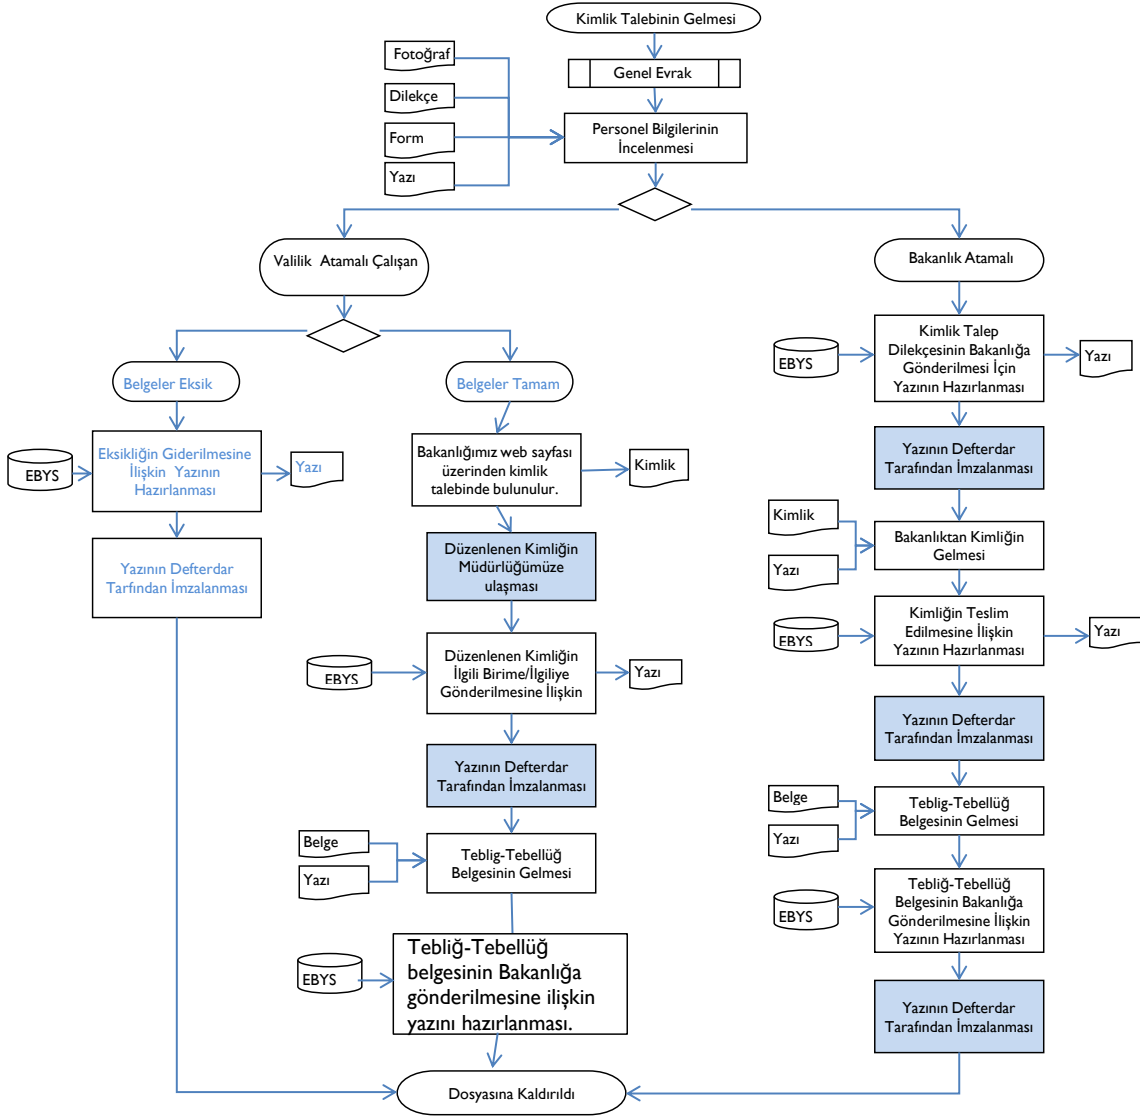 Kimlik Talebinin Gelmesi
Fotoğraf
Genel Evrak
Dilekçe
Personel Bilgilerinin
İncelenmesi
Form
Yazı
Valilik Atamalı Çalışan
Bakanlık Atamalı
Belgeler Eksik
Belgeler Tamam
EBYS
Kimlik Talep
Dilekçesinin Bakanlığa
Gönderilmesi İçin
Yazının Hazırlanması
Yazı
EBYS
Eksikliğin Giderilmesine
İlişkin Yazının
Hazırlanması
Yazı
Bakanlığımız web sayfası
üzerinden kimlik
talebinde bulunulur.
Kimlik
Yazının Defterdar
Tarafından İmzalanması
Yazının Defterdar
Tarfından İmzalanması
Düzenlenen Kimliğin
Müdürlüğümüze
ulaşması
Kimlik
Yazı
Bakanlıktan Kimliğin
Gelmesi
EBYS
Düzenlenen Kimliğin
İlgili Birime/İlgiliye
Gönderilmesine İlişkin
Yazı
EBYS
Kimliğin Teslim
Edilmesine İlişkin
Yazının Hazırlanması
Yazı
Yazının Defterdar
Tarafından İmzalanması
Yazının Defterdar
Tarafından İmzalanması
Belge
Yazı
Teblig-Tebellüğ
Belgesinin Gelmesi
Belge
Yazı
Teblig-Tebellüğ
Belgesinin Gelmesi
EBYS
Tebliğ-Tebellüğ
belgesinin Bakanlığa
gönderilmesine ilişkin
yazını hazırlanması.
EBYS
Tebliğ-Tebellüğ
Belgesinin Bakanlığa
Gönderilmesine İlişkin
Yazının Hazırlanması
Yazının Defterdar
Tarafından İmzalanması
Dosyasına Kaldırıldı